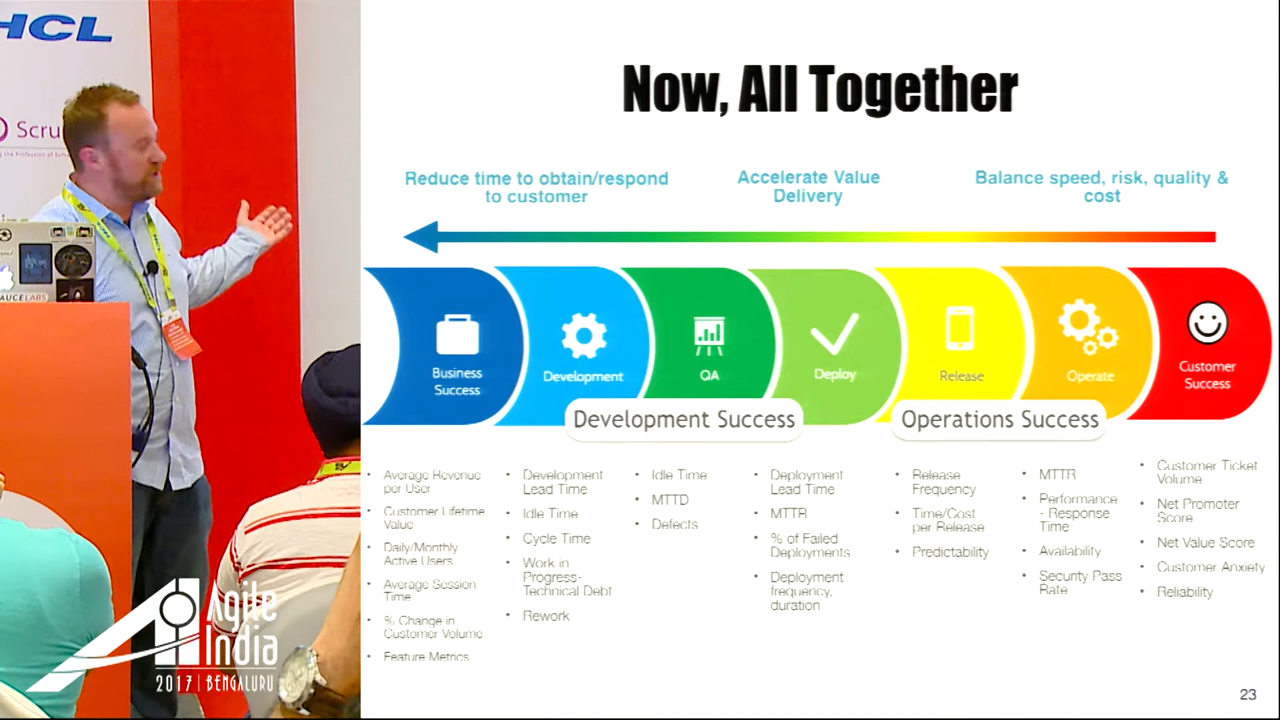 HCL
Scru
AUCELABS
Agile
India
2017 | BENGALURU
Now, All Together
Reduce time to obtain/respond
to customer
Accelerate Value
Delivery
Balance speed, risk, quality &
cost
Business
Success
Development
QA
Deploy
Release
Operate
Customer
Success
Development Success
Operations Success
• Average Revenue
per User
• Customer Lifetime
Value
• Daily/Monthly
Active Users
• Average Session
Time
• % Change in
Customer Volume
• Feature Metrics
• Development
Lead Time
• Idle Time
• Cycle Time
• Work in
Progress-
Technical Debt
• Rework
• Idle Time
• MTTD
• Defects
• Deployment
Lead Time
• MTTR
• % of Failed
Deployments
• Deployment
frequency,
duration
• Release
Frequency
• Time/Cost
per Release
• Predictability
• MTTR
• Performance
- Response
Time
• Availability
• Security Pass
Rate
• Customer Ticket
Volume
• Net Promoter
Score
• Net Value Score
• Customer Anxiety
• Reliability
23